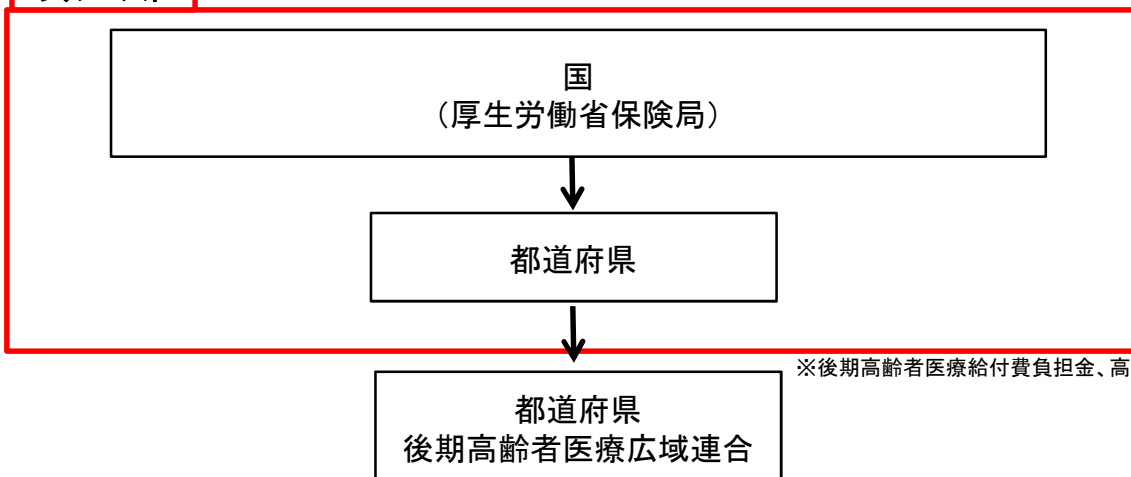 国
（厚生労働省保険局）
都道府県
※後期高齢者医療給付費負担金、高
都道府県
後期高齢者医療広域連合